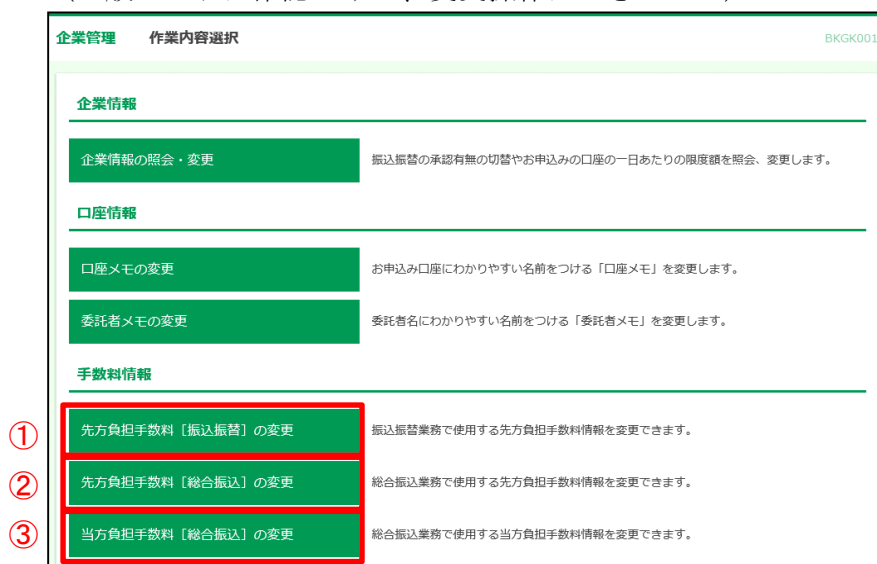 企業管理 作業内容選択 BKGK001
企業情報
企業情報の照会・変更 振込振替の承認有無の切替やお申込みの口座の一日あたりの限度額を照会、変更します。
口座情報
口座メモの変更 お申込み口座にわかりやすい名前をつける「口座メモ」を変更します。
委託者メモの変更 委託者名にわかりやすい名前をつける「委託者メモ」を変更します。
手数料情報
① 先方負担手数料［振込振替］の変更 振込振替業務で使用する先方負担手数料情報を変更できます。
② 先方負担手数料［総合振込］の変更 総合振込業務で使用する先方負担手数料情報を変更できます。
③ 当方負担手数料［総合振込］の変更 総合振込業務で使用する当方負担手数料情報を変更できます。